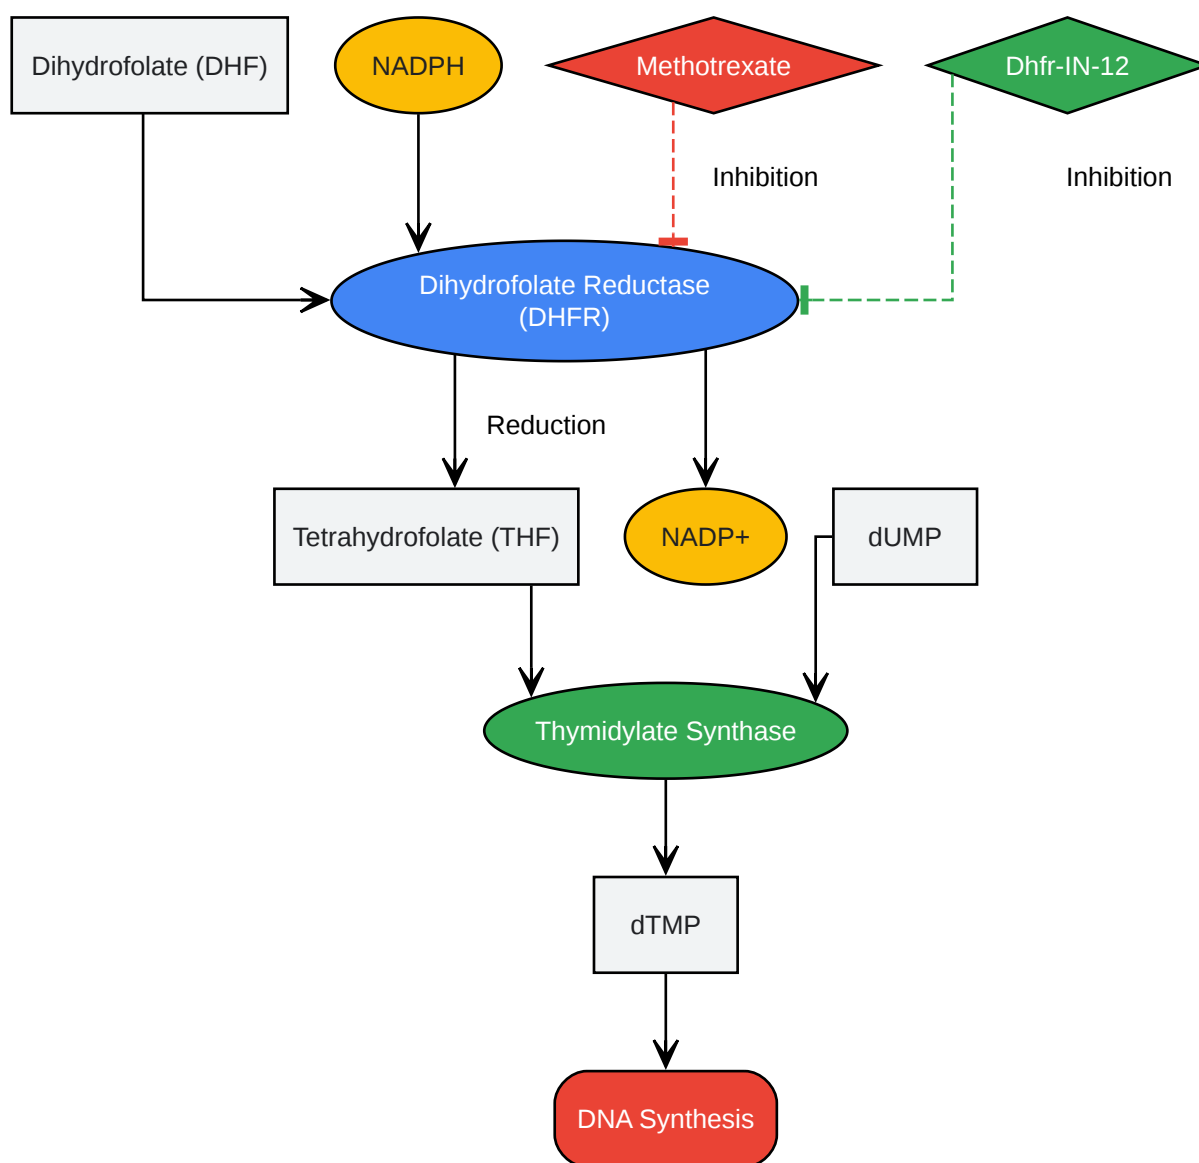 Dihydrofolate (DHF)
NADPH
Methotrexate
Dhfr-IN-12
Inhibition
Inhibition
Dihydrofolate Reductase
(DHFR)
Reduction
Tetrahydrofolate (THF)
NADP+
dUMP
Thymidylate Synthase
dTMP
DNA Synthesis